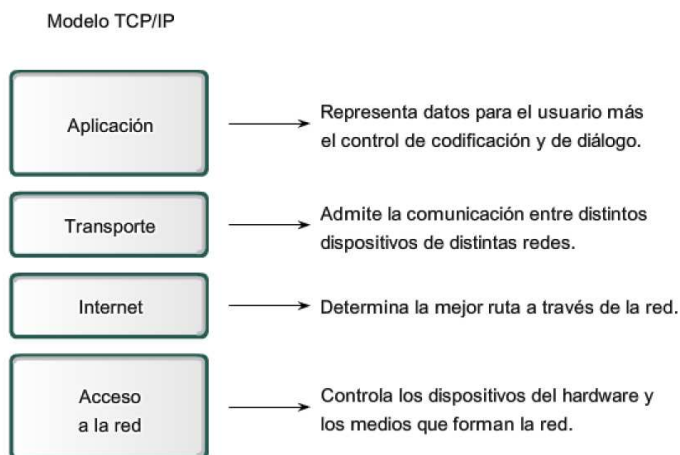 Modelo TCP/IP
Aplicación
Representa datos para el usuario más
el control de codificación y de diálogo.
Transporte
Admite la comunicación entre distintos
dispositivos de distintas redes.
Internet
Determina la mejor ruta a través de la red.
Acceso
a la red
Controla los dispositivos del hardware y
los medios que forman la red.